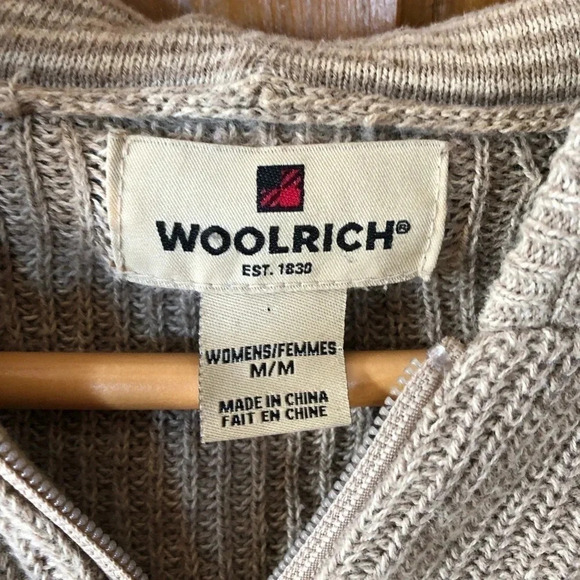 WOOLRICH®
EST. 1830
WOMENS/FEMMES
M/M
MADE IN CHINA
FAIT EN CHINE